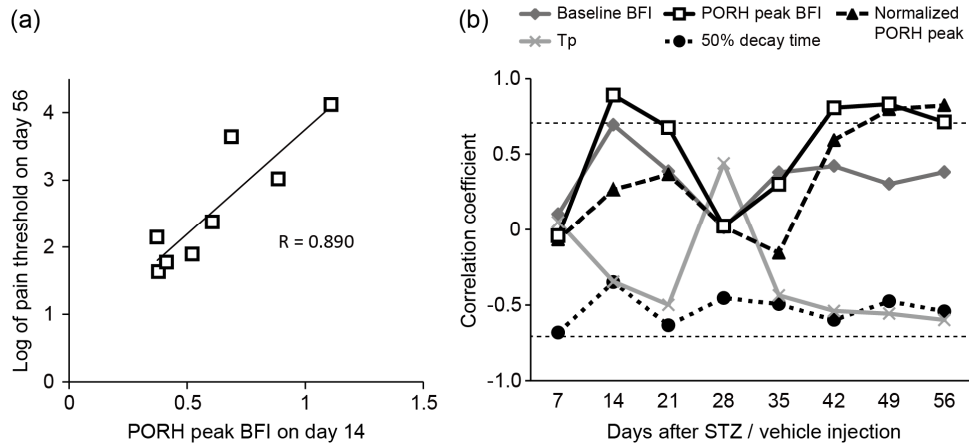 (a)
Log of pain threshold on day 56
4
3
2
1
0
0
0.5
1
1.5
R = 0.890
PORH peak BFI on day 14
(b)
Baseline BFI
PORH peak BFI
Normalized
PORH peak
Tp
50% decay time
Correlation coefficient
1.0
0.5
0
-0.5
-1.0
7 14 21 28 35 42 49 56
Days after STZ / vehicle injection